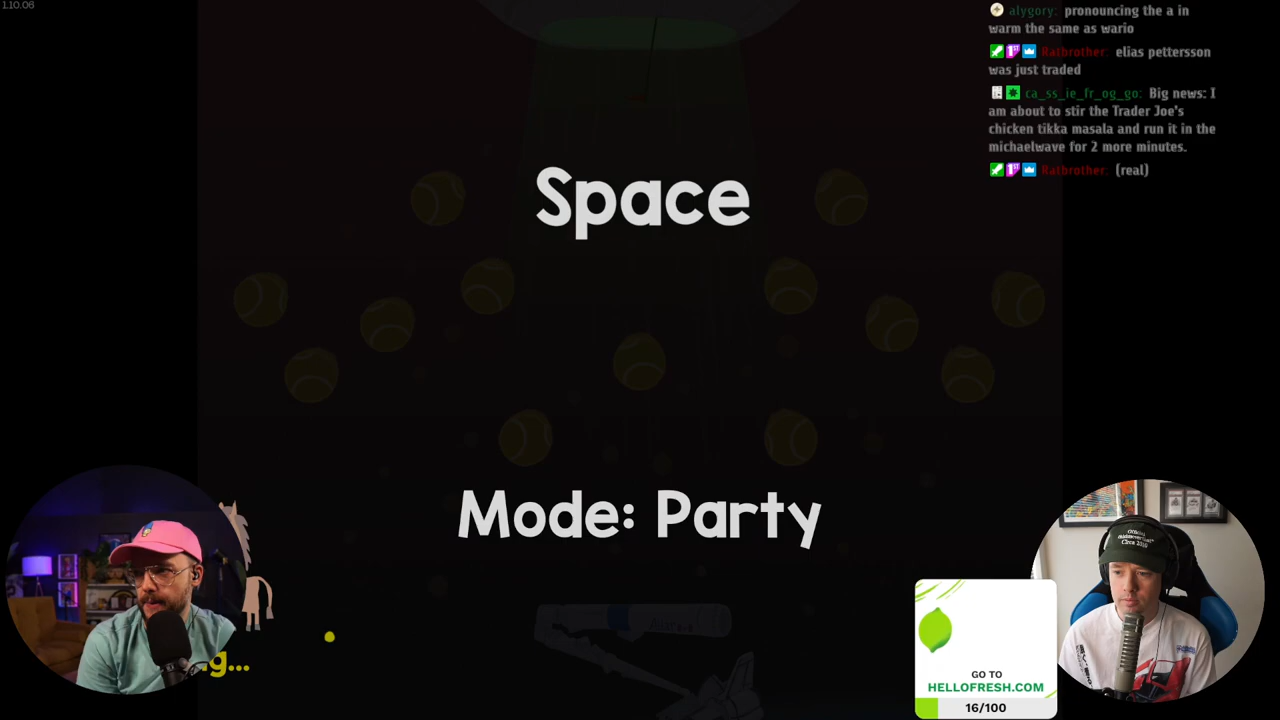 1.10.06
alygory: pronouncing the a in
warm the same as wario
Ratbrother: elias pettersson
was just traded
ca_ss_ie_fr_og_go: Big news: I
am about to stir the Trader Joe's
chicken tikka masala and run it in the
michaelwave for 2 more minutes.
Ratbrother: (real)
Space
Mode: Party
g...
GO TO
HELLOFRESH.COM
16/100